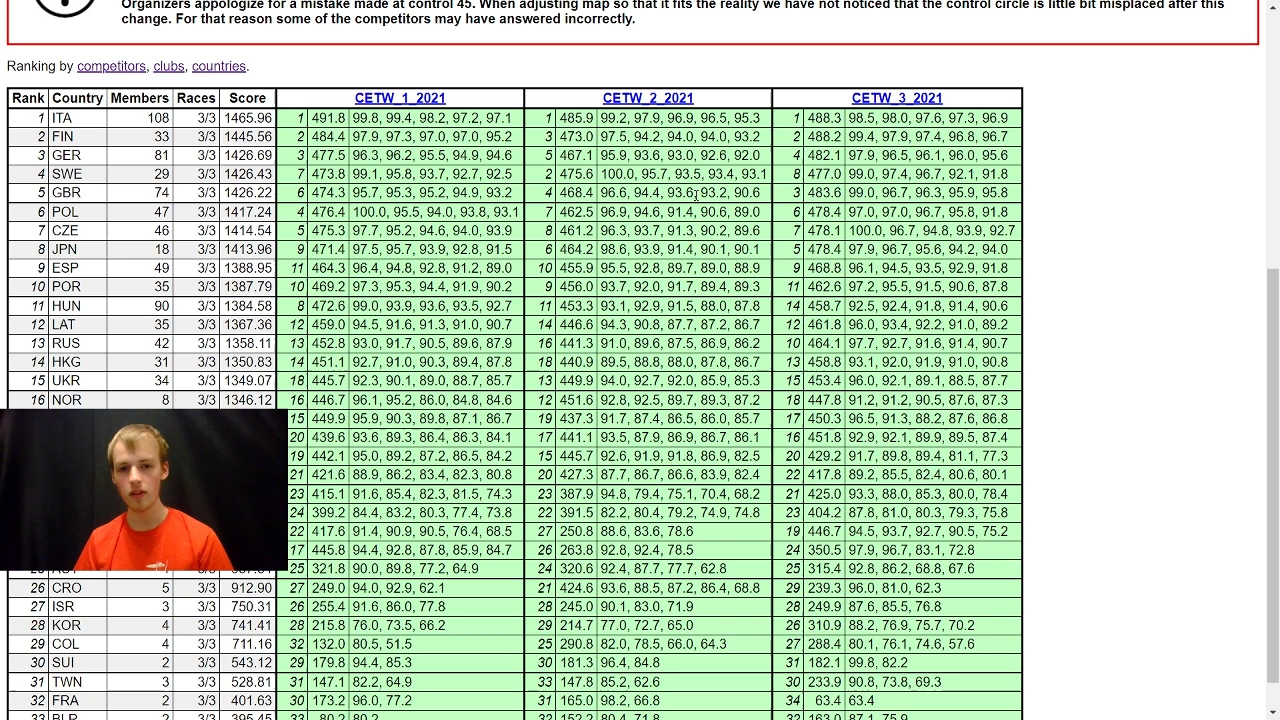 Organizers appologize for a mistake made at control 45. When adjusting map so that it fits the reality we have not noticed that the control circle is little bit misplaced after this
change. For that reason some of the competitors may have answered incorrectly.
Ranking by competitors, clubs, countries.
Rank Country Members Races Score CETW_1_2021 CETW_2_2021 CETW_3_2021
1 ITA 108 3/3 1465.96 1 491.8 99.8, 99.4, 98.2, 97.2, 97.1 1 485.9 99.2, 97.9, 96.9, 96.5, 95.3 1 488.3 98.5, 98.0, 97.6, 97.3, 96.9
2 FIN 33 3/3 1445.56 2 484.4 97.9, 97.3, 97.0, 97.0, 95.2 3 473.0 97.5, 94.2, 94.0, 94.0, 93.2 2 488.2 99.4, 97.9, 97.4, 96.8, 96.7
3 GER 81 3/3 1426.69 3 477.5 96.3, 96.2, 95.5, 94.9, 94.6 5 467.1 95.9, 93.6, 93.0, 92.6, 92.0 4 482.1 97.9, 96.5, 96.1, 96.0, 95.6
4 SWE 29 3/3 1426.43 7 473.8 99.1, 95.8, 93.7, 92.7, 92.5 2 475.6 100.0, 95.7, 93.5, 93.4, 93.1 8 477.0 99.0, 97.4, 96.7, 92.1, 91.8
5 GBR 74 3/3 1426.22 6 474.3 95.7, 95.3, 95.2, 94.9, 93.2 4 468.4 96.6, 94.4, 93.6, 93.2, 90.6 3 483.6 99.0, 96.7, 96.3, 95.9, 95.8
6 POL 47 3/3 1417.24 4 476.4 100.0, 95.5, 94.0, 93.8, 93.1 7 462.5 96.9, 94.6, 91.4, 90.6, 89.0 6 478.4 97.0, 97.0, 96.7, 95.8, 91.8
7 CZE 46 3/3 1414.54 5 475.3 97.7, 95.2, 94.6, 94.0, 93.9 8 461.2 96.3, 93.7, 91.3, 90.2, 89.6 7 478.1 100.0, 96.7, 94.8, 93.9, 92.7
8 JPN 18 3/3 1413.96 9 471.4 97.5, 95.7, 93.9, 92.8, 91.5 6 464.2 98.6, 93.9, 91.4, 90.1, 90.1 5 478.4 97.9, 96.7, 95.6, 94.2, 94.0
9 ESP 49 3/3 1388.95 11 464.3 96.4, 94.8, 92.8, 91.2, 89.0 10 455.9 95.5, 92.8, 89.7, 89.0, 88.9 9 468.8 96.1, 94.5, 93.5, 92.9, 91.8
10 POR 35 3/3 1387.79 10 469.2 97.3, 95.3, 94.4, 91.9, 90.2 9 456.0 93.7, 92.0, 91.7, 89.4, 89.3 11 462.6 97.2, 95.5, 91.5, 90.6, 87.8
11 HUN 90 3/3 1384.58 8 472.6 99.0, 93.9, 93.6, 93.5, 92.7 11 453.3 93.1, 92.9, 91.5, 88.0, 87.8 14 458.7 92.5, 92.4, 91.8, 91.4, 90.6
12 LAT 35 3/3 1367.36 12 459.0 94.5, 91.6, 91.3, 91.0, 90.7 14 446.6 94.3, 90.8, 87.7, 87.2, 86.7 12 461.8 96.0, 93.4, 92.2, 91.0, 89.2
13 RUS 42 3/3 1358.11 13 452.8 93.0, 91.7, 90.5, 89.6, 87.9 16 441.3 91.0, 89.6, 87.5, 86.9, 86.2 10 464.1 97.7, 92.7, 91.6, 91.4, 90.7
14 HKG 31 3/3 1350.83 14 451.1 92.7, 91.0, 90.3, 89.4, 87.8 18 440.9 89.5, 88.8, 88.0, 87.8, 86.7 13 458.8 93.1, 92.0, 91.9, 91.0, 90.8
15 UKR 34 3/3 1349.07 18 445.7 92.3, 90.1, 89.0, 88.7, 85.7 13 449.9 94.0, 92.7, 92.0, 85.9, 85.3 15 453.4 96.0, 92.1, 89.1, 88.5, 87.7
16 NOR 8 3/3 1346.12 16 446.7 96.1, 95.2, 86.0, 84.8, 84.6 12 451.6 92.8, 92.5, 89.7, 89.3, 87.2 18 447.8 91.2, 91.2, 90.5, 87.6, 87.3
15 449.9 95.9, 90.3, 89.8, 87.1, 86.7 19 437.3 91.7, 87.4, 86.5, 86.0, 85.7 17 450.3 96.5, 91.3, 88.2, 87.6, 86.8
20 439.6 93.6, 89.3, 86.4, 86.3, 84.1 17 441.1 93.5, 87.9, 86.9, 86.7, 86.1 16 451.8 92.9, 92.1, 89.9, 89.5, 87.4
19 442.1 95.0, 89.2, 87.2, 86.5, 84.2 15 445.7 92.6, 91.9, 91.8, 86.9, 82.5 20 429.2 91.7, 89.8, 89.4, 81.1, 77.3
21 421.6 88.9, 86.2, 83.4, 82.3, 80.8 20 427.3 87.7, 86.7, 86.6, 83.9, 82.4 22 417.8 89.2, 85.5, 82.4, 80.6, 80.1
23 415.1 91.6, 85.4, 82.3, 81.5, 74.3 23 387.9 94.8, 79.4, 75.1, 70.4, 68.2 21 425.0 93.3, 88.0, 85.3, 80.0, 78.4
24 399.2 84.4, 83.2, 80.3, 77.4, 73.8 22 391.5 82.2, 80.4, 79.2, 74.9, 74.8 23 404.2 87.8, 81.0, 80.3, 79.3, 75.8
22 417.6 91.4, 90.9, 90.5, 76.4, 68.5 27 250.8 88.6, 83.6, 78.6 19 446.7 94.5, 93.7, 92.7, 90.5, 75.2
17 445.8 94.4, 92.8, 87.8, 85.9, 84.7 26 263.8 92.8, 92.4, 78.5 24 350.5 97.9, 96.7, 83.1, 72.8
25 321.8 90.0, 89.8, 77.2, 64.9 24 320.6 92.4, 87.7, 77.7, 62.8 25 315.4 92.8, 86.2, 68.8, 67.6
26 CRO 5 3/3 912.90 27 249.0 94.0, 92.9, 62.1 21 424.6 93.6, 88.5, 87.2, 86.4, 68.8 29 239.3 96.0, 81.0, 62.3
27 ISR 3 3/3 750.31 26 255.4 91.6, 86.0, 77.8 28 245.0 90.1, 83.0, 71.9 28 249.9 87.6, 85.5, 76.8
28 KOR 4 3/3 741.41 28 215.8 76.0, 73.5, 66.2 29 214.7 77.0, 72.7, 65.0 26 310.9 88.2, 76.9, 75.7, 70.2
29 COL 4 3/3 711.16 32 132.0 80.5, 51.5 25 290.8 82.0, 78.5, 66.0, 64.3 27 288.4 80.1, 76.1, 74.6, 57.6
30 SUI 2 3/3 543.12 29 179.8 94.4, 85.3 30 181.3 96.4, 84.8 31 182.1 99.8, 82.2
31 TWN 3 3/3 528.81 31 147.1 82.2, 64.9 33 147.8 85.2, 62.6 30 233.9 90.8, 73.8, 69.3
32 FRA 2 3/3 401.63 30 173.2 96.0, 77.2 31 165.0 98.2, 66.8 34 63.4 63.4
33 BLR 2 3/3 395.45 33 80.2 80.2 32 152.2 80.4, 71.8 32 163.0 87.1, 75.9